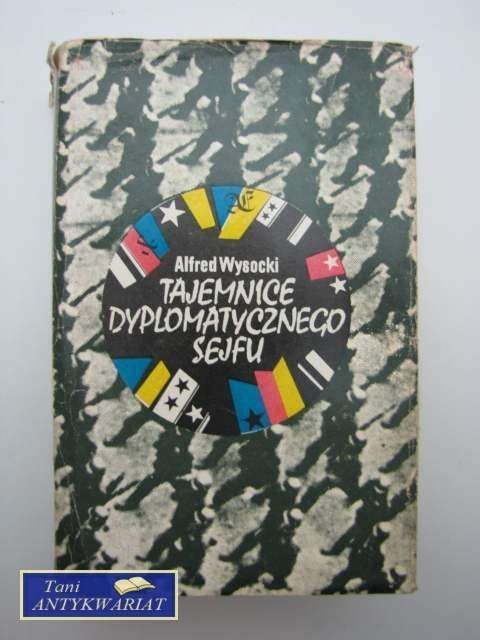 Alfred Wysocki
TAJEMNICE
DYPLOMATYCZNEGO
SEJFU
Tani
ANTYKWARIAT